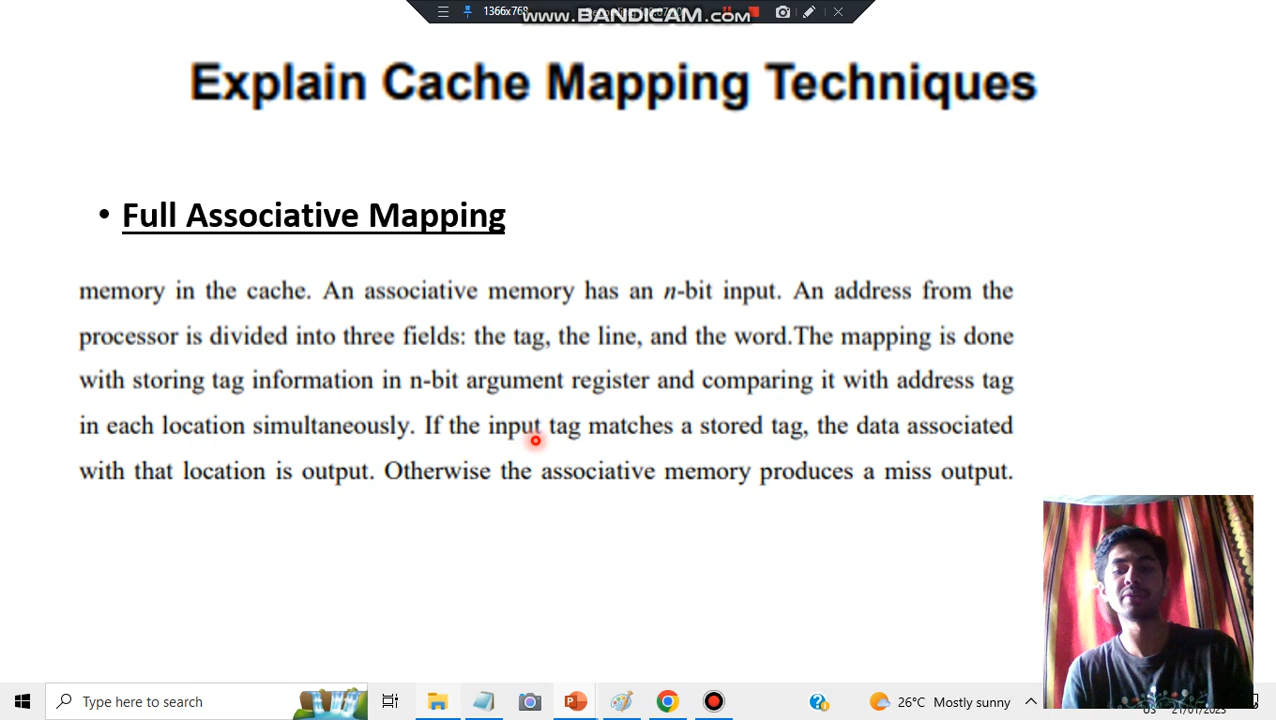 1366x768
www.BANDICAM.com
Explain Cache Mapping Techniques
• Full Associative Mapping
memory in the cache. An associative memory has an n-bit input. An address from the
processor is divided into three fields: the tag, the line, and the word.The mapping is done
with storing tag information in n-bit argument register and comparing it with address tag
in each location simultaneously. If the input tag matches a stored tag, the data associated
with that location is output. Otherwise the associative memory produces a miss output.
Type here to search
26°C Mostly sunny
21/01/2023